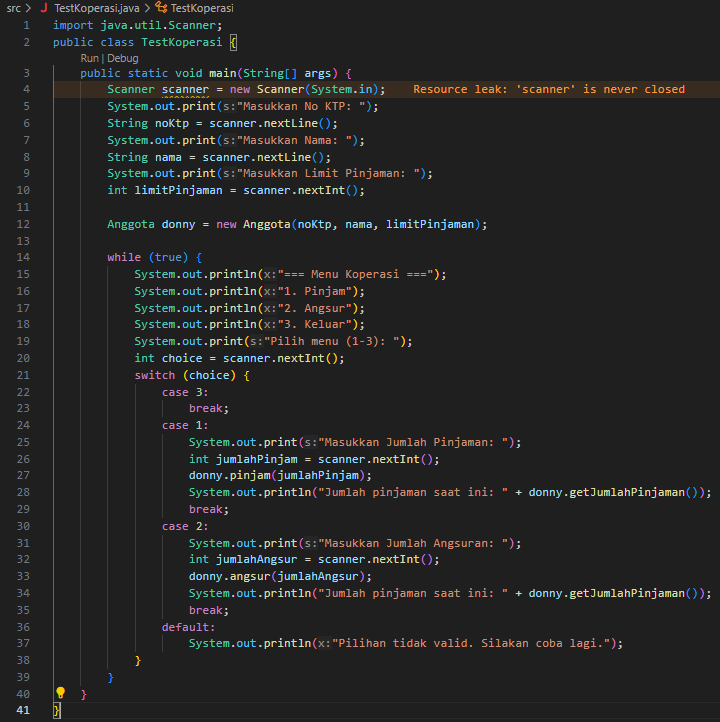 src > J TestKoperasi.java > TestKoperasi
1 import java.util.Scanner;
2 public class TestKoperasi {
Run | Debug
3 public static void main(String[] args) {
4 Scanner scanner = new Scanner(System.in); Resource leak: 'scanner' is never closed
5 System.out.print(s:"Masukkan No KTP: ");
6 String noKtp = scanner.nextLine();
7 System.out.print(s:"Masukkan Nama: ");
8 String nama = scanner.nextLine();
9 System.out.print(s:"Masukkan Limit Pinjaman: ");
10 int limitPinjaman = scanner.nextInt();
11
12 Anggota donny = new Anggota(noKtp, nama, limitPinjaman);
13
14 while (true) {
15 System.out.println(x:"=== Menu Koperasi ===");
16 System.out.println(x:"1. Pinjam");
17 System.out.println(x:"2. Angsur");
18 System.out.println(x:"3. Keluar");
19 System.out.print(s:"Pilih menu (1-3): ");
20 int choice = scanner.nextInt();
21 switch (choice) {
22 case 3:
23 break;
24 case 1:
25 System.out.print(s:"Masukkan Jumlah Pinjaman: ");
26 int jumlahPinjam = scanner.nextInt();
27 donny.pinjam(jumlahPinjam);
28 System.out.println("Jumlah pinjaman saat ini: " + donny.getJumlahPinjaman());
29 break;
30 case 2:
31 System.out.print(s:"Masukkan Jumlah Angsuran: ");
32 int jumlahAngsur = scanner.nextInt();
33 donny.angsur(jumlahAngsur);
34 System.out.println("Jumlah pinjaman saat ini: " + donny.getJumlahPinjaman());
35 break;
36 default:
37 System.out.println(x:"Pilihan tidak valid. Silakan coba lagi.");
38 }
39 }
40 }
41 }